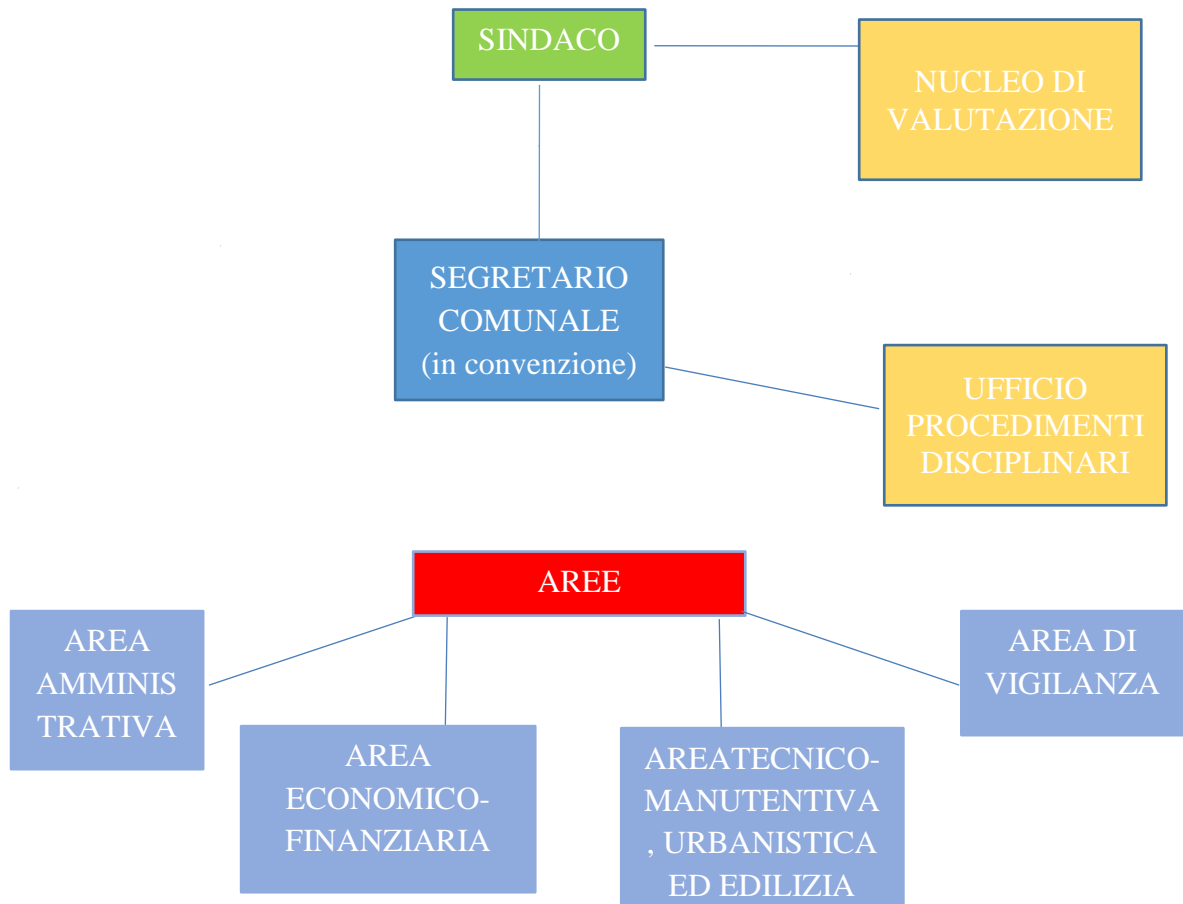 SINDACO
NUCLEO DI
VALUTAZIONE
SEGRETARIO
COMUNALE
(in convenzione)
UFFICIO
PROCEDIMENTI
DISCIPLINARI
AREE
AREA
AMMINIS
TRATIVA
AREA
ECONOMICO-
FINANZIARIA
AREATECNICO-
MANUTENTIVA
, URBANISTICA
ED EDILIZIA
AREA DI
VIGILANZA